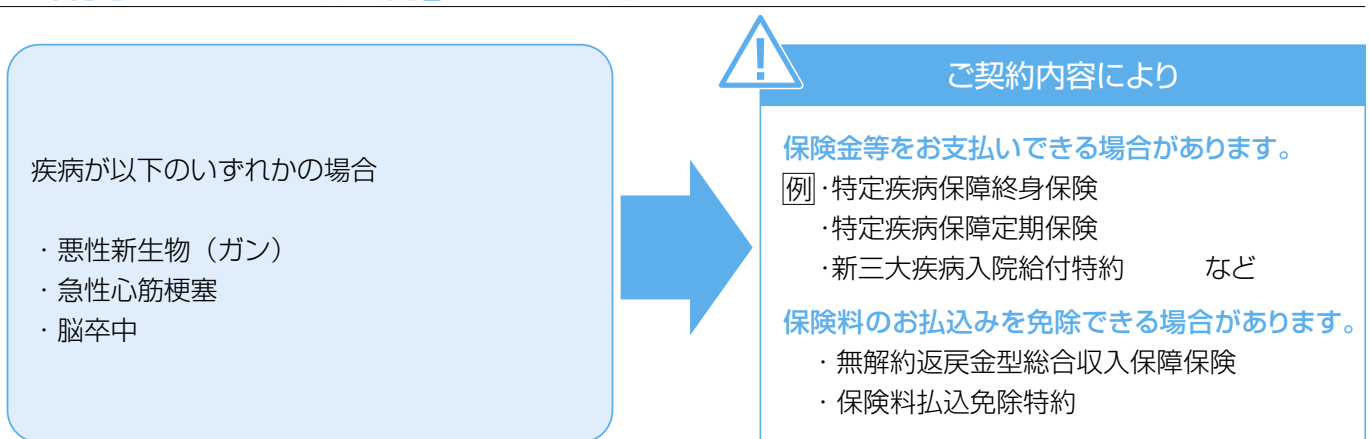 疾病が以下のいずれかの場合
・悪性新生物（ガン）
・急性心筋梗塞
・脳卒中
ご契約内容により
保険金等をお支払いできる場合があります。
例・特定疾病保障終身保険
・特定疾病保障定期保険
・新三大疾病入院給付特約 など
保険料のお払込みを免除できる場合があります。
・無解約返戻金型総合収入保障保険
・保険料払込免除特約